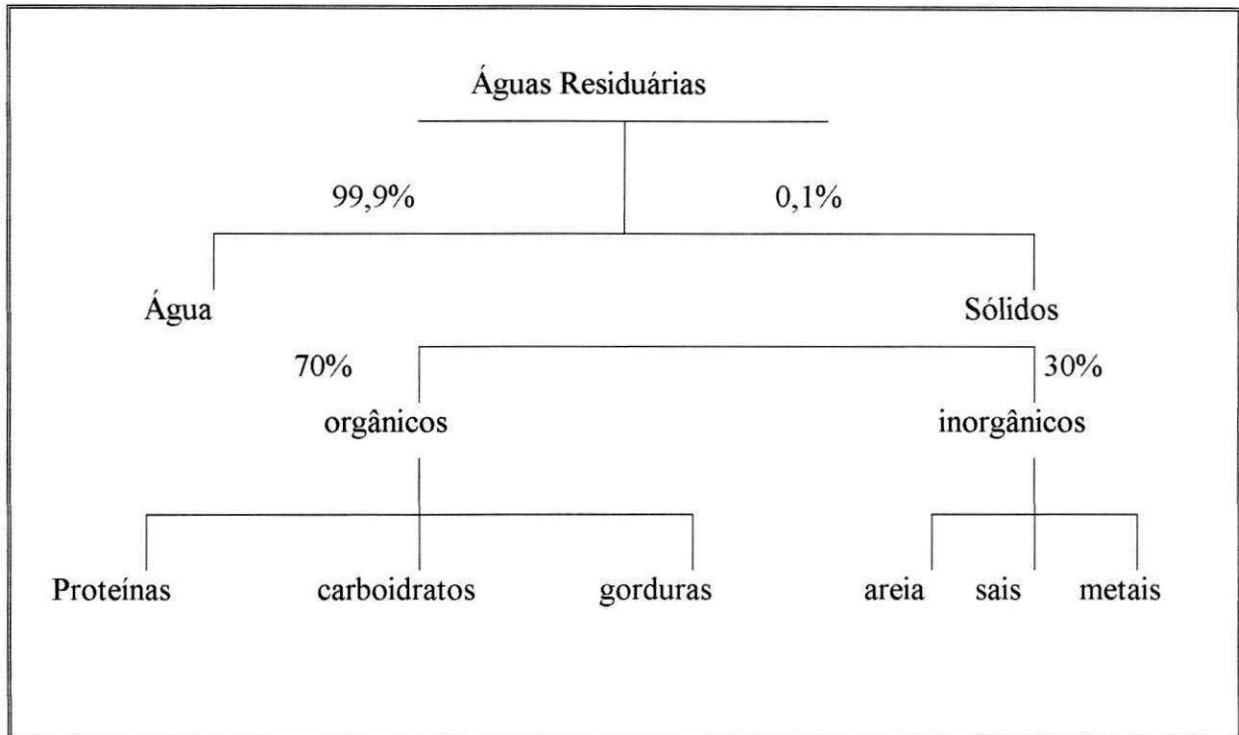 Águas Residuárias
99,9% 0,1%
Água Sólidos
70% 30%
orgânicos inorgânicos
Proteínas carboidratos gorduras areia sais metais